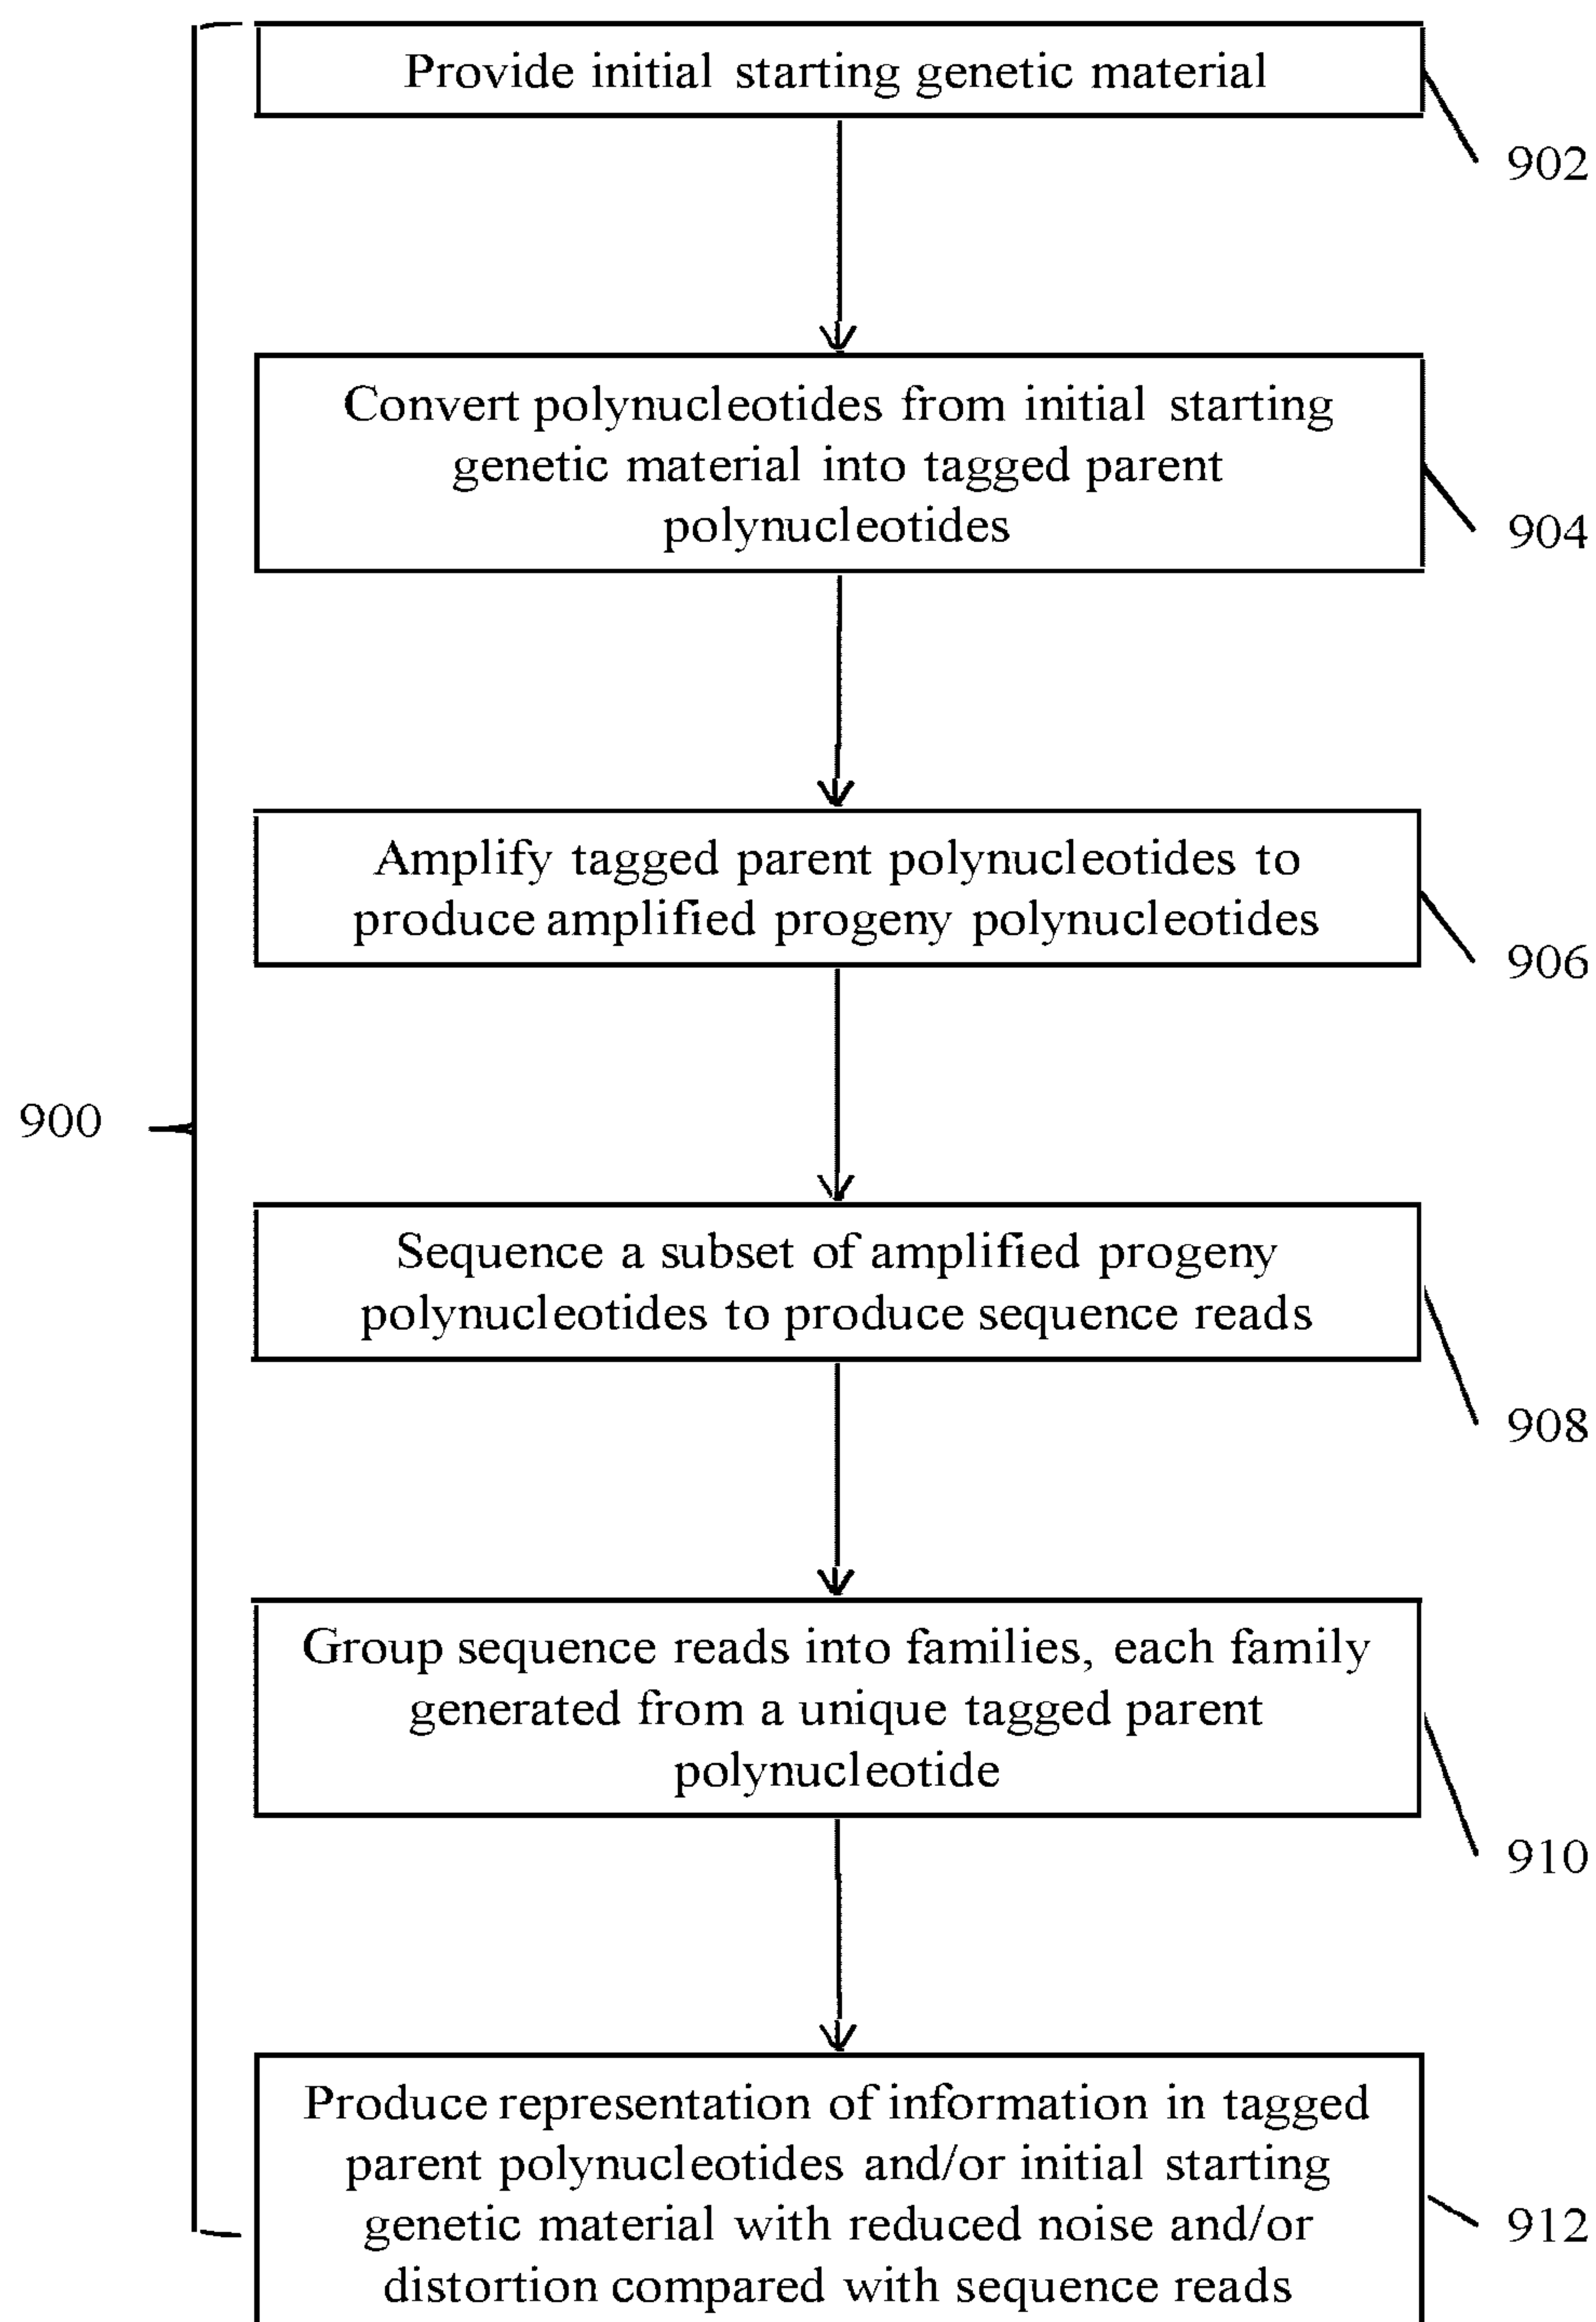 Provide initial starting genetic material
902
Convert polynucleotides from initial starting
genetic material into tagged parent
polynucleotides
904
Amplify tagged parent polynucleotides to
produce amplified progeny polynucleotides
906
900
Sequence a subset of amplified progeny
polynucleotides to produce sequence reads
908
Group sequence reads into families, each family
generated from a unique tagged parent
polynucleotide
910
Produce representation of information in tagged
parent polynucleotides and/or initial starting
genetic material with reduced noise and/or
distortion compared with sequence reads
912